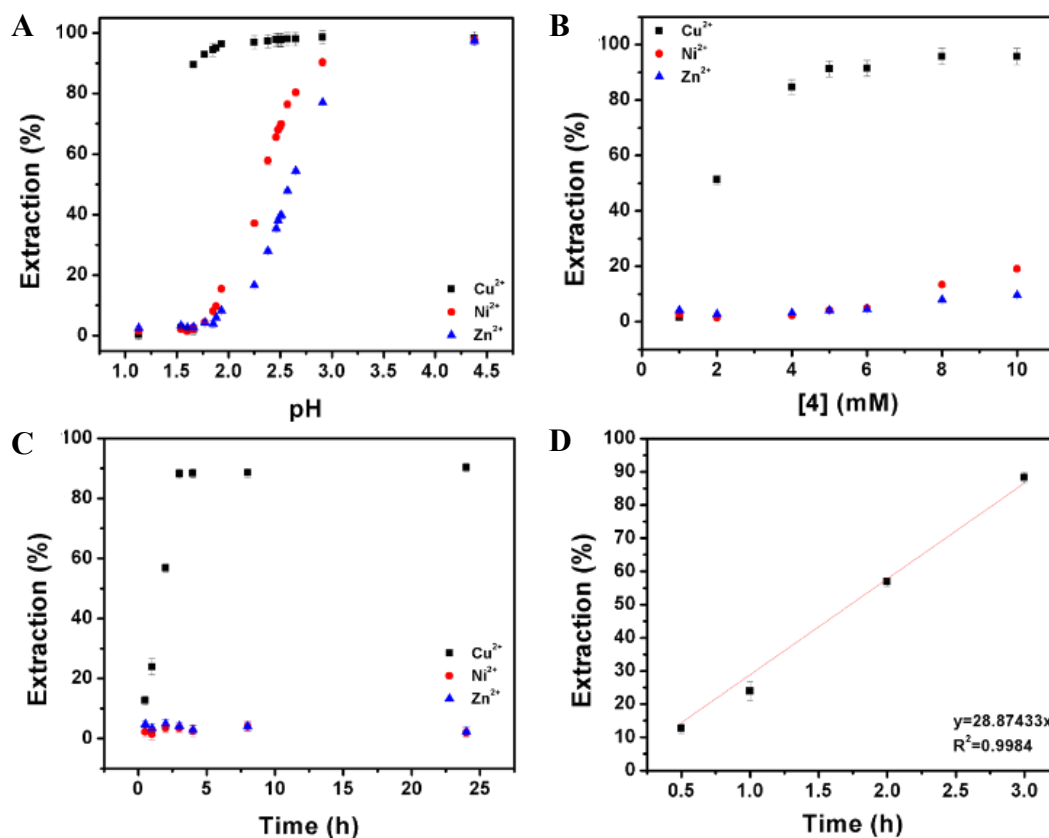 A
100
80
60
40
20
0
Extraction (%)
Cu²⁺
Ni²⁺
Zn²⁺
1.0 1.5 2.0 2.5 3.0 3.5 4.0 4.5
pH
B
100
80
60
40
20
0
Extraction (%)
Cu²⁺
Ni²⁺
Zn²⁺
0 2 4 6 8 10
[4] (mM)
C
100
80
60
40
20
0
Extraction (%)
Cu²⁺
Ni²⁺
Zn²⁺
0 5 10 15 20 25
Time (h)
D
100
90
80
70
60
50
40
30
20
10
0
Extraction (%)
y=28.87433x
R²=0.9984
0.5 1.0 1.5 2.0 2.5 3.0
Time (h)